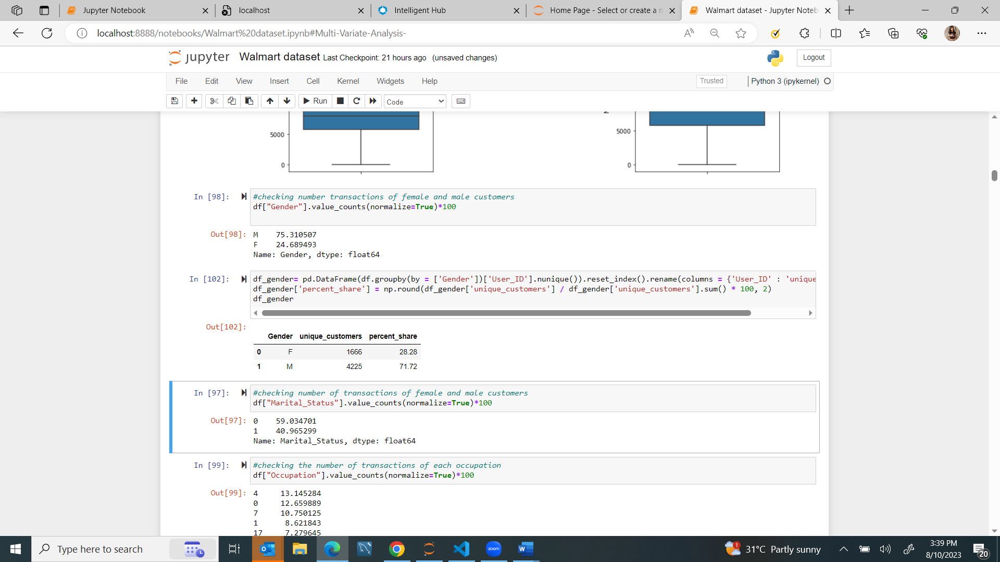 Jupyter Notebook
localhost
Intelligent Hub
Home Page - Select or create a n
Walmart dataset - Jupyter Noteb
localhost:8888/notebooks/Walmart%20dataset.ipynb#Multi-Variate-Analysis-
jupyter Walmart dataset Last Checkpoint: 21 hours ago (unsaved changes)
Logout
File Edit View Insert Cell Kernel Widgets Help
Trusted
Python 3 (ipykernel)
Run
Code
5000
0
5000
0
In [98]:
#checking number transactions of female and male customers
df["Gender"].value_counts(normalize=True)*100
Out[98]:
M    75.310507
F    24.689493
Name: Gender, dtype: float64
In [102]:
df_gender= pd.DataFrame(df.groupby(by = ['Gender'])['User_ID'].nunique()).reset_index().rename(columns = {'User_ID' : 'unique
df_gender['percent_share'] = np.round(df_gender['unique_customers'] / df_gender['unique_customers'].sum() * 100, 2)
df_gender
Out[102]:
Gender unique_customers percent_share
0 F 1666 28.28
1 M 4225 71.72
In [97]:
#checking number of transactions of female and male customers
df["Marital_Status"].value_counts(normalize=True)*100
Out[97]:
0    59.034701
1    40.965299
Name: Marital_Status, dtype: float64
In [99]:
#checking the number of transactions of each occupation
df["Occupation"].value_counts(normalize=True)*100
Out[99]:
4     13.145284
0     12.659889
7     10.750125
1      8.621843
17     7.279645
Type here to search
zoom
1
31°C Partly sunny
3:39 PM
8/10/2023
20